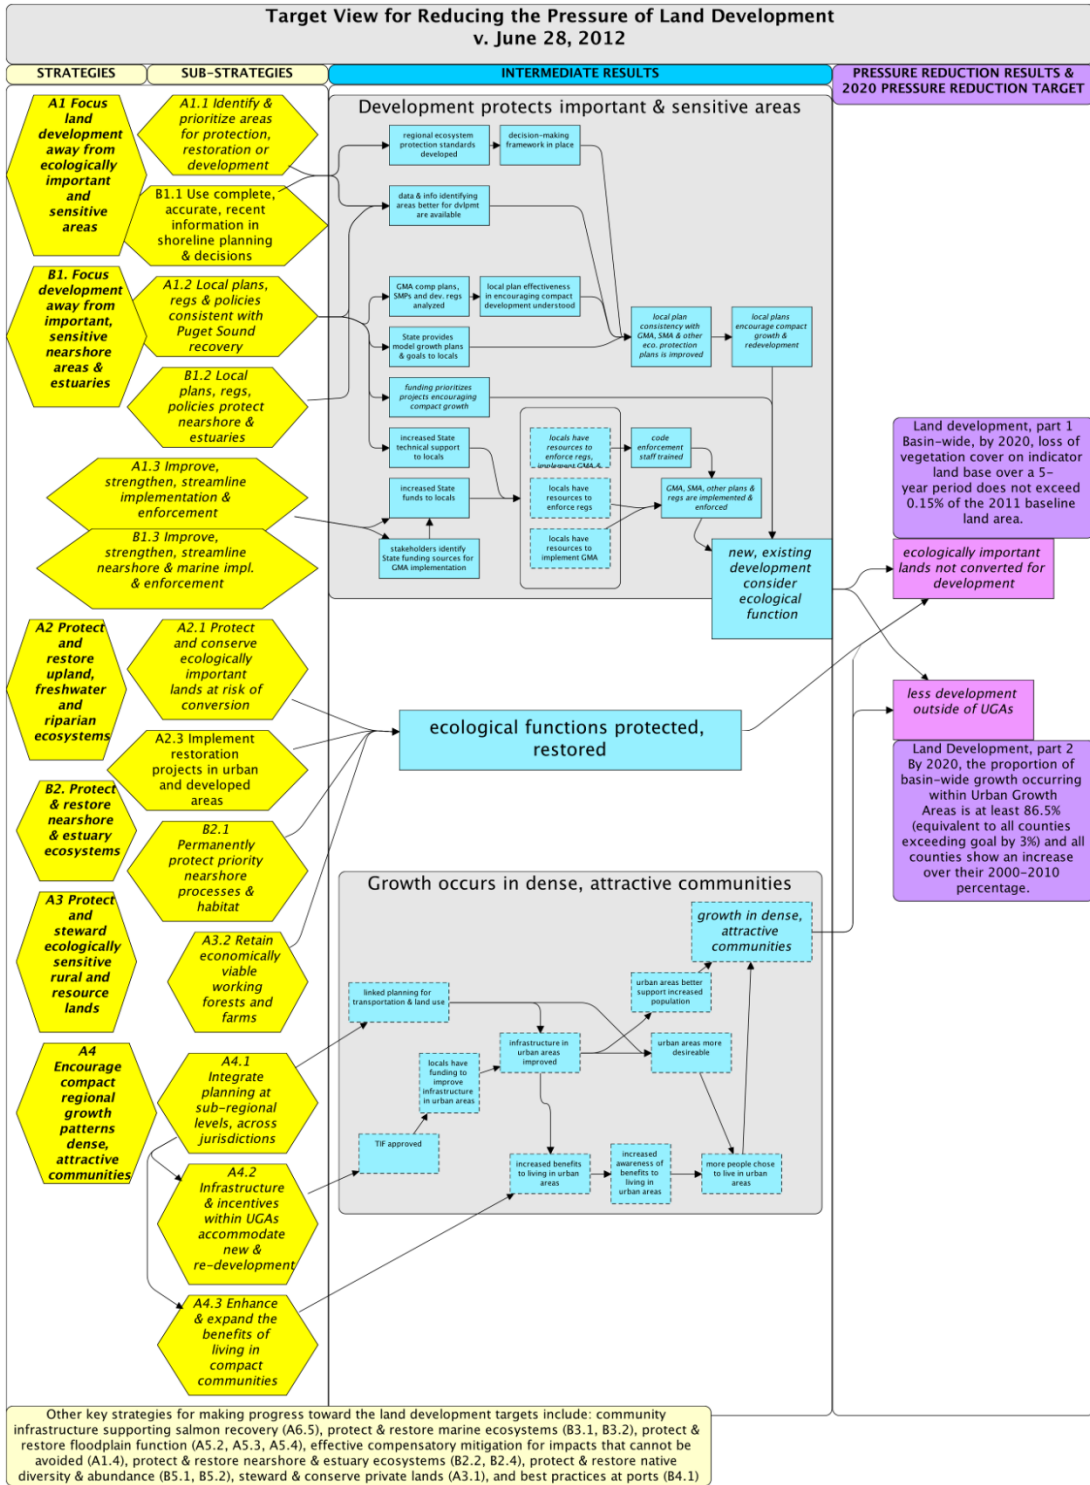 Target View for Reducing the Pressure of Land Development
v. June 28, 2012
STRATEGIES
SUB-STRATEGIES
INTERMEDIATE RESULTS
PRESSURE REDUCTION RESULTS &
2020 PRESSURE REDUCTION TARGET
A1 Focus
land
development
away from
ecologically
important
and
sensitive
areas
B1. Focus
development
away from
important,
sensitive
nearshore
areas &
estuaries
A2 Protect
and
restore
upland,
freshwater
and
riparian
ecosystems
B2. Protect
& restore
nearshore
& estuary
ecosystems
A3 Protect
and
steward
ecologically
sensitive
rural and
resource
lands
A4
Encourage
compact
regional
growth
patterns
dense,
attractive
communities
A1.1 Identify &
prioritize areas
for protection,
restoration or
development
B1.1 Use complete,
accurate, recent
information in
shoreline planning
& decisions
A1.2 Local plans,
regs & policies
consistent with
Puget Sound
recovery
B1.2 Local
plans, regs,
policies protect
nearshore &
estuaries
A1.3 Improve,
strengthen, streamline
implementation &
enforcement
B1.3 Improve,
strengthen, streamline
nearshore & marine impl.
& enforcement
A2.1 Protect
and conserve
ecologically
important
lands at risk of
conversion
A2.3 Implement
restoration
projects in urban
and developed
areas
B2.1
Permanently
protect priority
nearshore
processes &
habitat
A3.2 Retain
economically
viable
working
forests and
farms
A4.1
Integrate
planning at
sub-regional
levels, across
jurisdictions
A4.2
Infrastructure
& incentives
within UGAs
accommodate
new &
re-development
A4.3 Enhance
& expand the
benefits of
living in
compact
communities
Development protects important & sensitive areas
regional ecosystem
protection standards
developed
decision-making
framework in place
data & info identifying
areas better for dvlpmt
are available
GMA comp plans,
SMPs and dev. regs
analyzed
local plan effectiveness
in encouraging compact
development understood
State provides
model growth plans
& goals to locals
local plan
consistency with
GMA, SMA & other
eco. protection
plans is improved
local plans
encourage compact
growth &
redevelopment
funding prioritizes
projects encouraging
compact growth
increased State
technical support
to locals
locals have
resources to
enforce regs,
implement GMA &
code
enforcement
staff trained
increased State
funds to locals
locals have
resources to
enforce regs
GMA, SMA, other plans &
regs are implemented &
enforced
stakeholders identify
State funding sources for
GMA implementation
locals have
resources to
implement GMA
new, existing
development
consider
ecological
function
ecological functions protected,
restored
Growth occurs in dense, attractive communities
growth in dense,
attractive
communities
linked planning for
transportation & land use
urban areas better
support increased
population
infrastructure in
urban areas
improved
urban areas more
desireable
locals have
funding to
improve
infrastructure
in urban areas
TIF approved
increased benefits
to living in urban
areas
increased
awareness of
benefits to
living in
urban areas
more people chose
to live in urban
areas
Land development, part 1
Basin-wide, by 2020, loss of
vegetation cover on indicator
land base over a 5-
year period does not exceed
0.15% of the 2011 baseline
land area.
ecologically important
lands not converted for
development
less development
outside of UGAs
Land Development, part 2
By 2020, the proportion of
basin-wide growth occurring
within Urban Growth
Areas is at least 86.5%
(equivalent to all counties
exceeding goal by 3%) and all
counties show an increase
over their 2000-2010
percentage.
Other key strategies for making progress toward the land development targets include: community
infrastructure supporting salmon recovery (A6.5), protect & restore marine ecosystems (B3.1, B3.2), protect &
restore floodplain function (A5.2, A5.3, A5.4), effective compensatory mitigation for impacts that cannot be
avoided (A1.4), protect & restore nearshore & estuary ecosystems (B2.2, B2.4), protect & restore native
diversity & abundance (B5.1, B5.2), steward & conserve private lands (A3.1), and best practices at ports (B4.1)